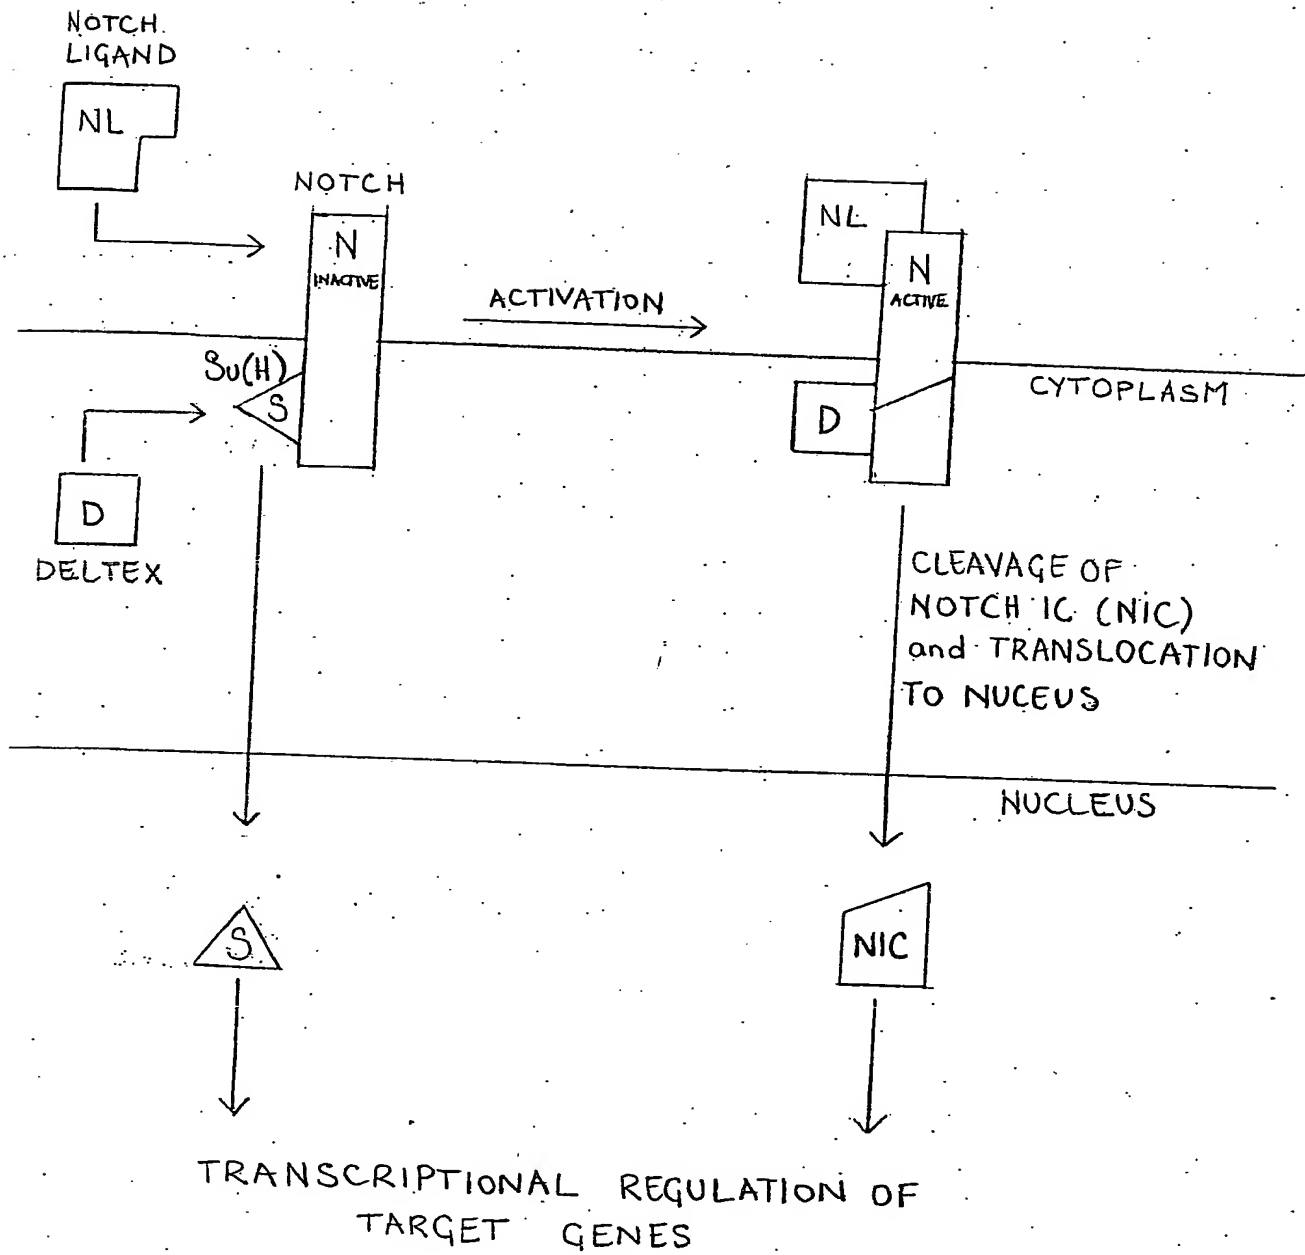 NOTCH
LIGAND
NL
NOTCH
N
INACTIVE
ACTIVATION
NL
N
ACTIVE
Su(H)
S
D
CYTOPLASM
D
DELTEX
CLEAVAGE OF
NOTCH IC (NIC)
and TRANSLOCATION
TO NUCEUS
NUCLEUS
S
NIC
TRANSCRIPTIONAL REGULATION OF
TARGET GENES